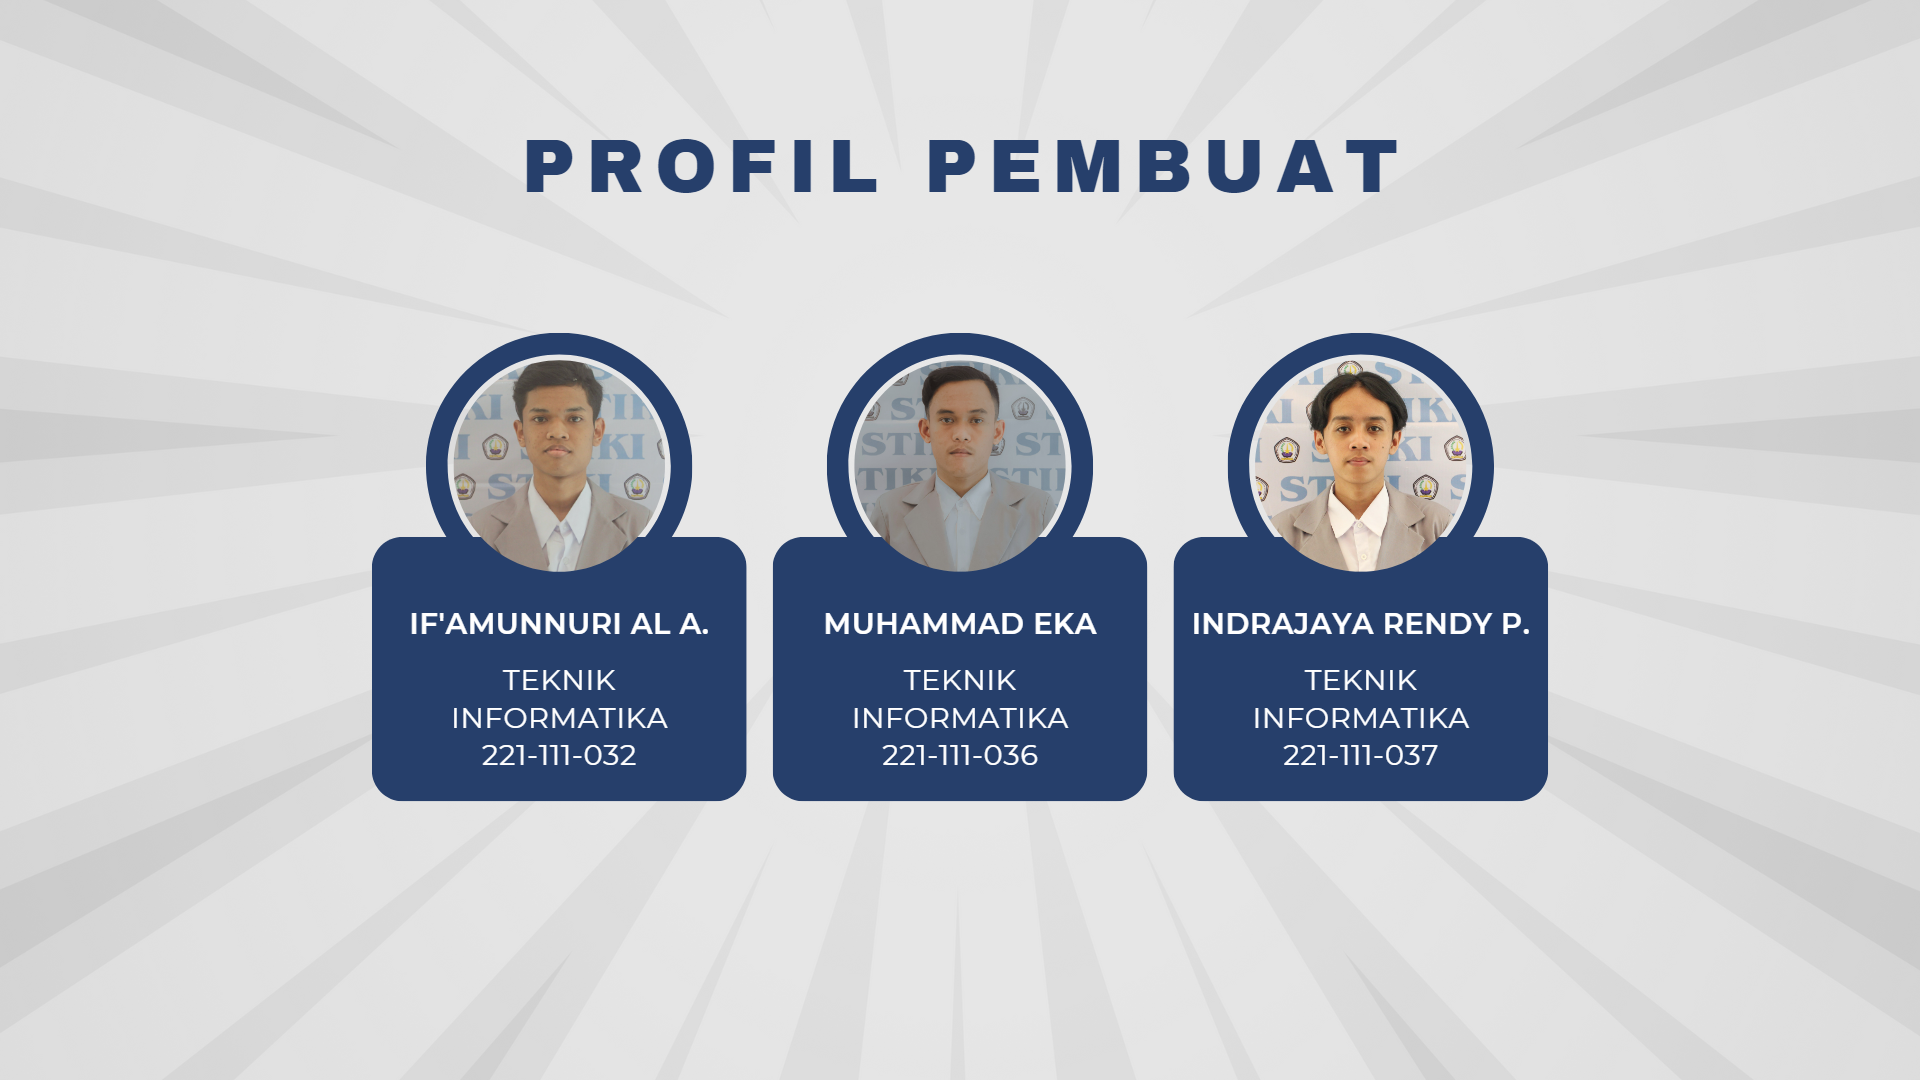 PROFIL PEMBUAT
IF'AMUNNURI AL A.
TEKNIK
INFORMATIKA
221-111-032
MUHAMMAD EKA
TEKNIK
INFORMATIKA
221-111-036
INDRAJAYA RENDY P.
TEKNIK
INFORMATIKA
221-111-037